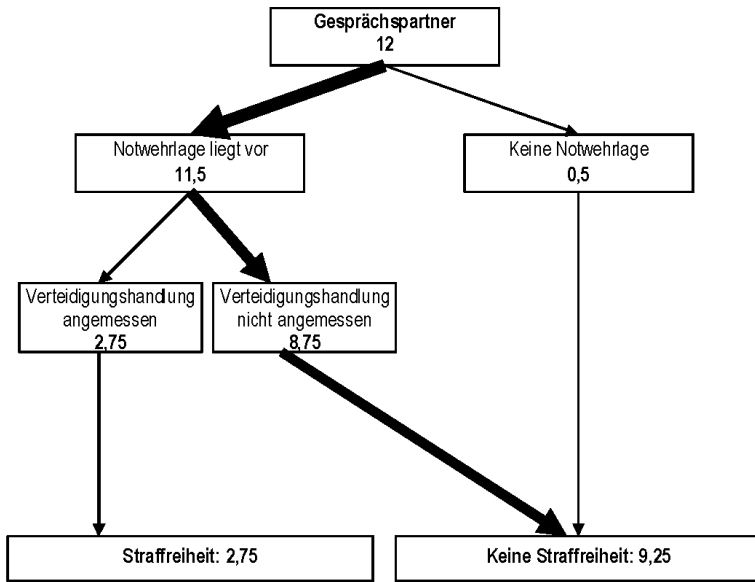 Gesprächspartner
12
Notwehrlage liegt vor
11,5
Keine Notwehrlage
0,5
Verteidigungshandlung
angemessen
2,75
Verteidigungshandlung
nicht angemessen
8,75
Straffreiheit: 2,75
Keine Straffreiheit: 9,25